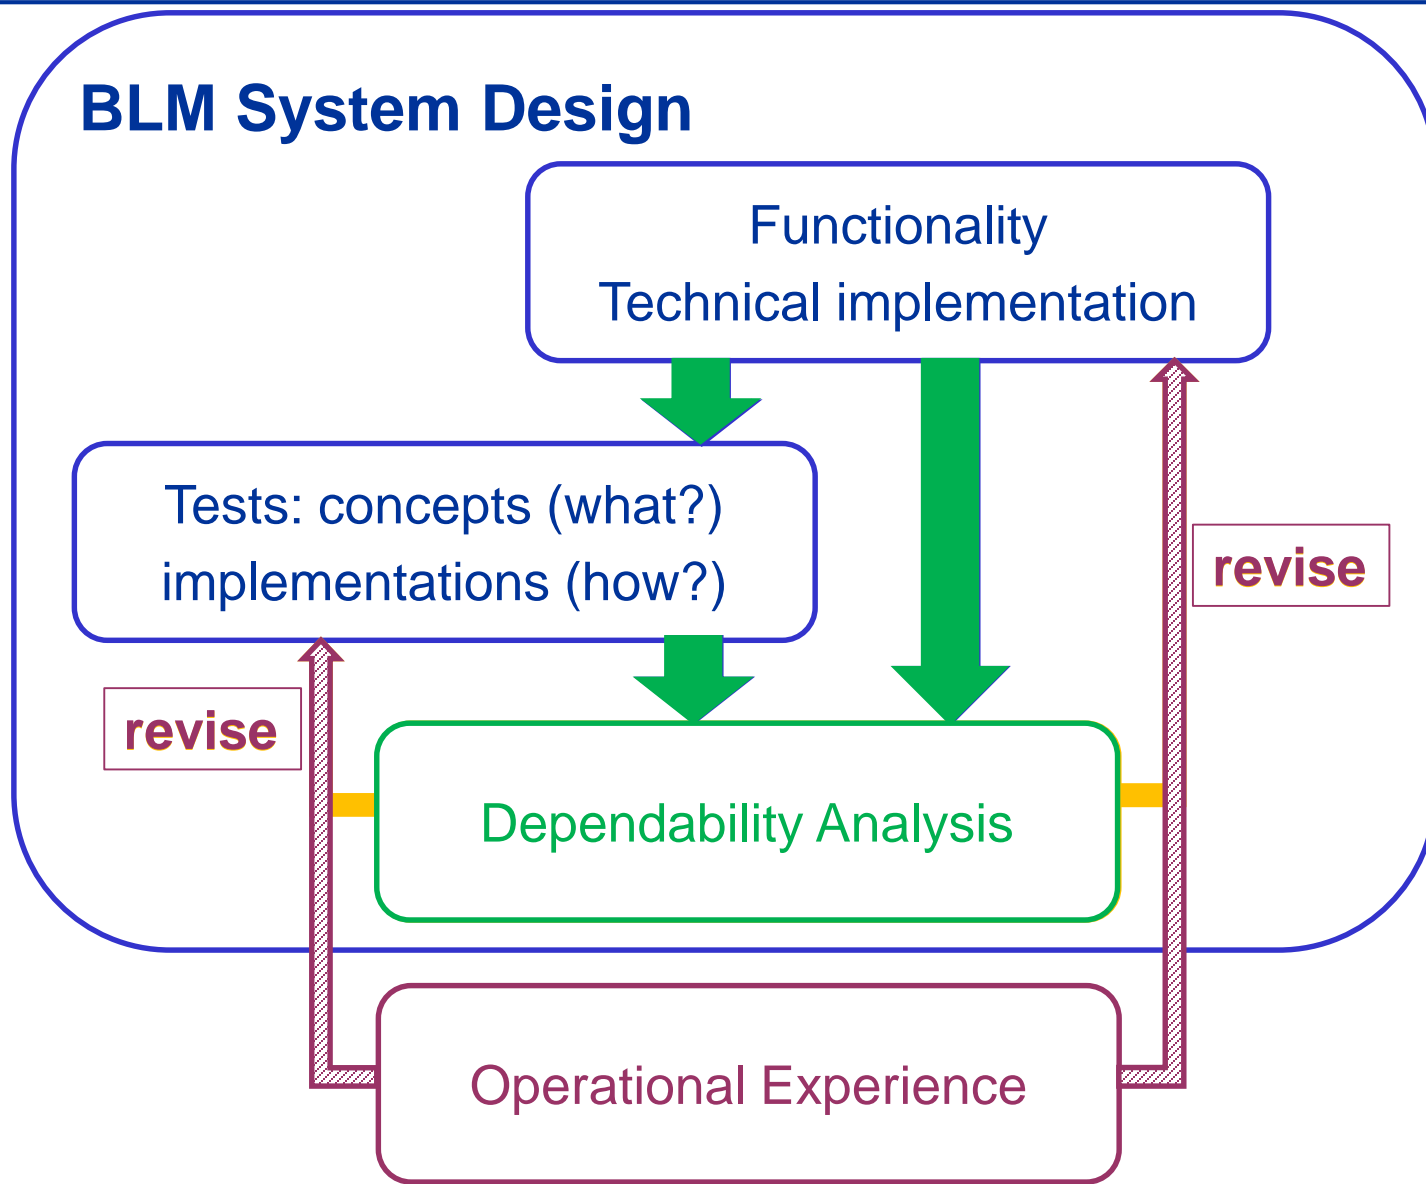 BLM System Design
Functionality
Technical implementation
Tests: concepts (what?)
implementations (how?)
revise
revise
Dependability Analysis
Operational Experience